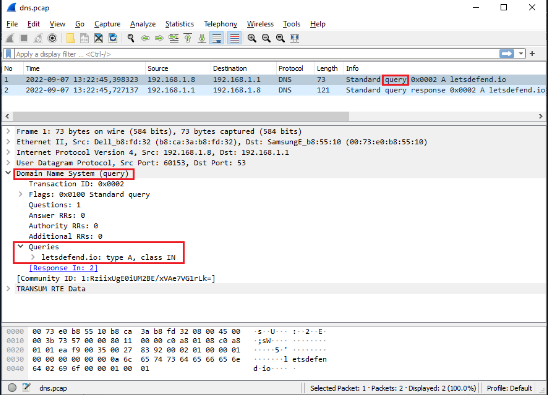 dns.pcap
File Edit View Go Capture Analyze Statistics Telephony Wireless Tools Help
Apply a display filter ... <Ctrl-/>
No Time Source Destination Protocol Length Info
1 2022-09-07 13:22:45,398323 192.168.1.8 192.168.1.1 DNS 73 Standard query 0x0002 A letsdefend.io
2 2022-09-07 13:22:45,727137 192.168.1.1 192.168.1.8 DNS 121 Standard query response 0x0002 A letsdefend.io
Frame 1: 73 bytes on wire (584 bits), 73 bytes captured (584 bits)
Ethernet II, Src: Dell_b8:fd:32 (b8:ca:3a:b8:fd:32), Dst: SamsungE_b8:55:10 (00:73:e0:b8:55:10)
Internet Protocol Version 4, Src: 192.168.1.8, Dst: 192.168.1.1
User Datagram Protocol, Src Port: 60153, Dst Port: 53
Domain Name System (query)
Transaction ID: 0x0002
Flags: 0x0100 Standard query
Questions: 1
Answer RRs: 0
Authority RRs: 0
Additional RRs: 0
Queries
letsdefend.io: type A, class IN
[Response In: 2]
[Community ID: 1:RziixUgE0iUM2BE/xVAe7VG1rLk=]
TRANSUM RTE Data
0000 00 73 e0 b8 55 10 b8 ca 3a b8 fd 32 08 00 45 00 ·s··U··· :··2··E·
0010 00 3b 73 57 00 00 80 11 00 00 c0 a8 01 08 c0 a8 ·;sW···· ········
0020 01 01 ea f9 00 35 00 27 83 92 00 02 01 00 00 01 ·····5·' ········
0030 00 00 00 00 00 00 0a 6c 65 74 73 64 65 66 65 6e ·······l etsdefen
0040 64 02 69 6f 00 00 01 00 01 d·io·····
dns.pcap Selected Packet: 1 · Packets: 2 · Displayed: 2 (100.0%) Profile: Default